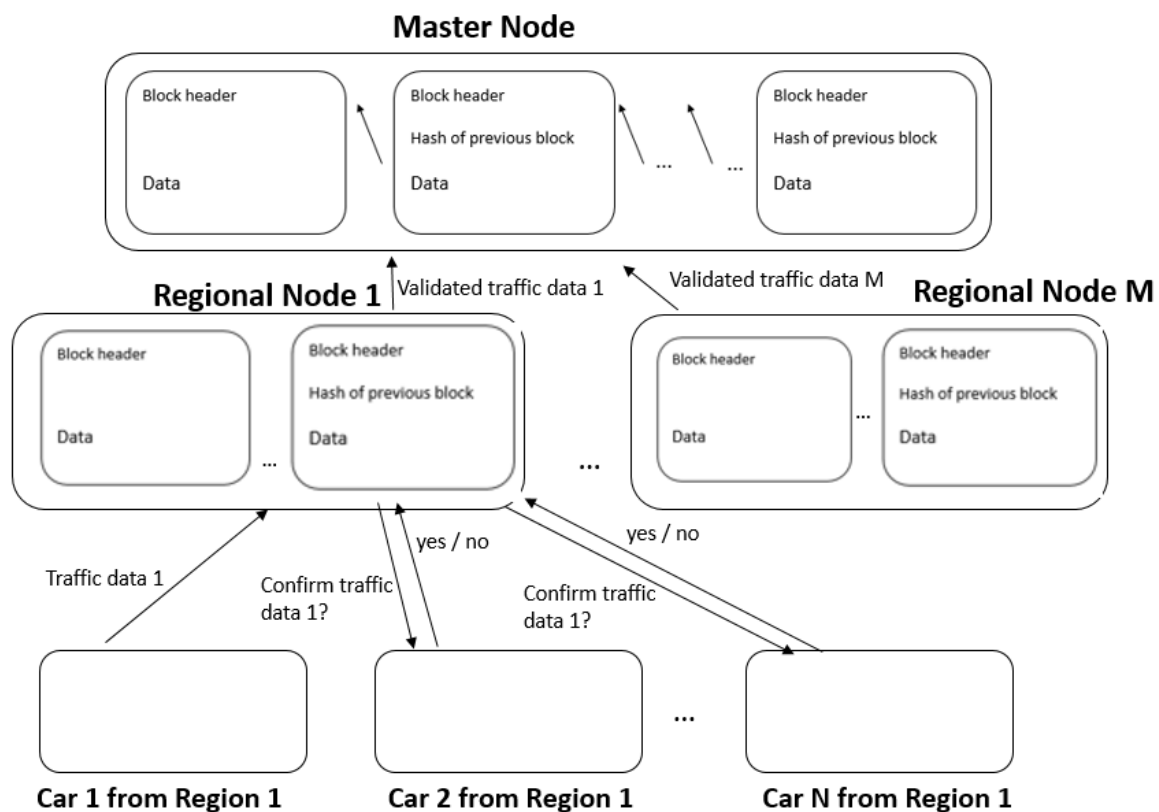 Master Node
Block header
Data
Block header
Hash of previous block
Data
...
...
Block header
Hash of previous block
Data
Validated traffic data 1
Validated traffic data M
Regional Node 1
Regional Node M
Block header
Data
...
Block header
Hash of previous block
Data
...
Block header
Data
...
Block header
Hash of previous block
Data
Traffic data 1
Confirm traffic
data 1?
yes / no
Confirm traffic
data 1?
yes / no
...
Car 1 from Region 1
Car 2 from Region 1
Car N from Region 1